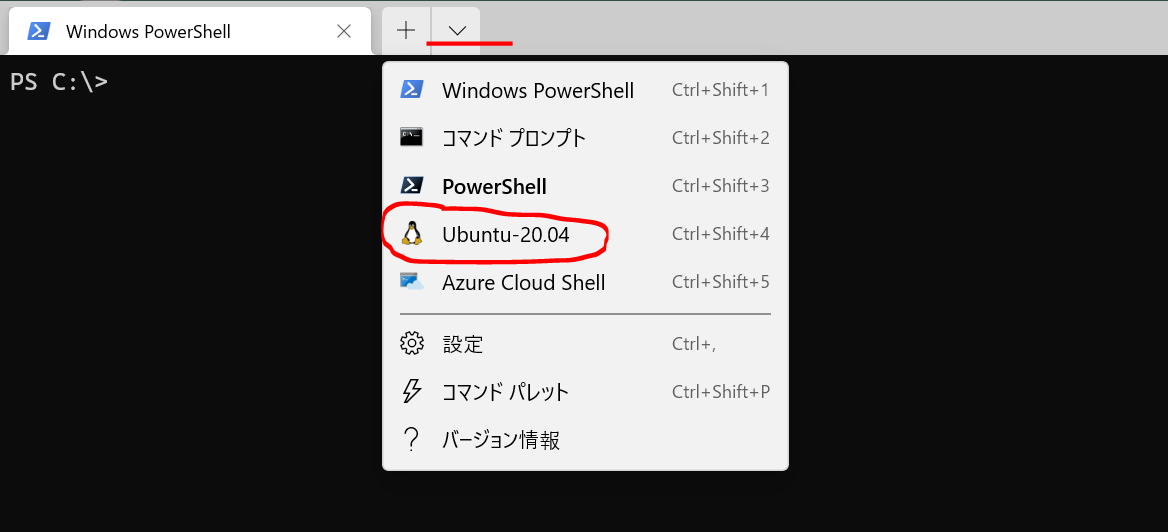 Windows PowerShell
PS C:\>
Windows PowerShell Ctrl+Shift+1
コマンド プロンプト Ctrl+Shift+2
PowerShell Ctrl+Shift+3
Ubuntu-20.04 Ctrl+Shift+4
Azure Cloud Shell Ctrl+Shift+5
設定 Ctrl+,
コマンド パレット Ctrl+Shift+P
バージョン情報